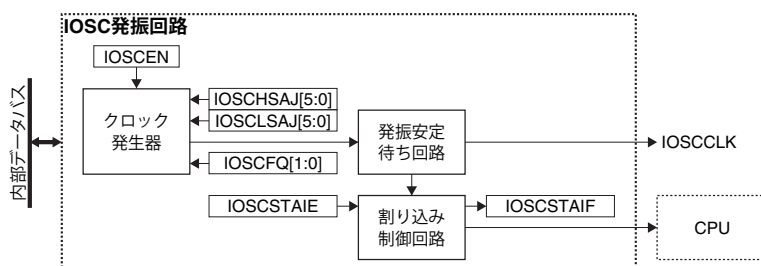 IOSC発振回路
IOSCEN
内部データバス
クロック
発生器
IOSCHSAJ[5:0]
IOSCLSAJ[5:0]
IOSCFQ[1:0]
発振安定
待ち回路
IOSCCLK
IOSCSTAIE
割り込み
制御回路
IOSCSTAIF
CPU